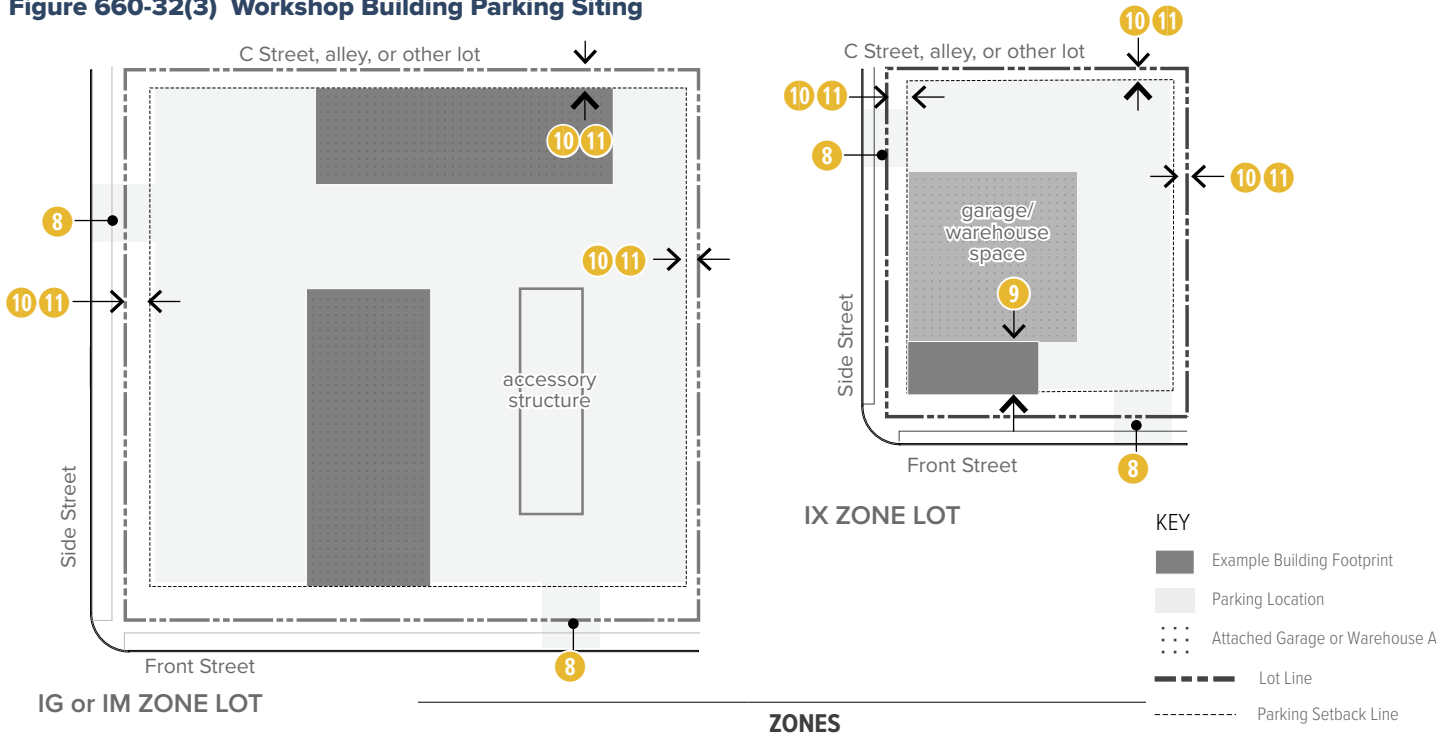 Figure 660-32(3) Workshop Building Parking Siting
C Street, alley, or other lot
10 11
8
10 11
10 11
accessory
structure
Side Street
Front Street
8
IG or IM ZONE LOT
10 11
C Street, alley, or other lot
10 11
8
10 11
garage/
warehouse
space
9
Side Street
Front Street
8
IX ZONE LOT
KEY
Example Building Footprint
Parking Location
Attached Garage or Warehouse A
Lot Line
Parking Setback Line
ZONES